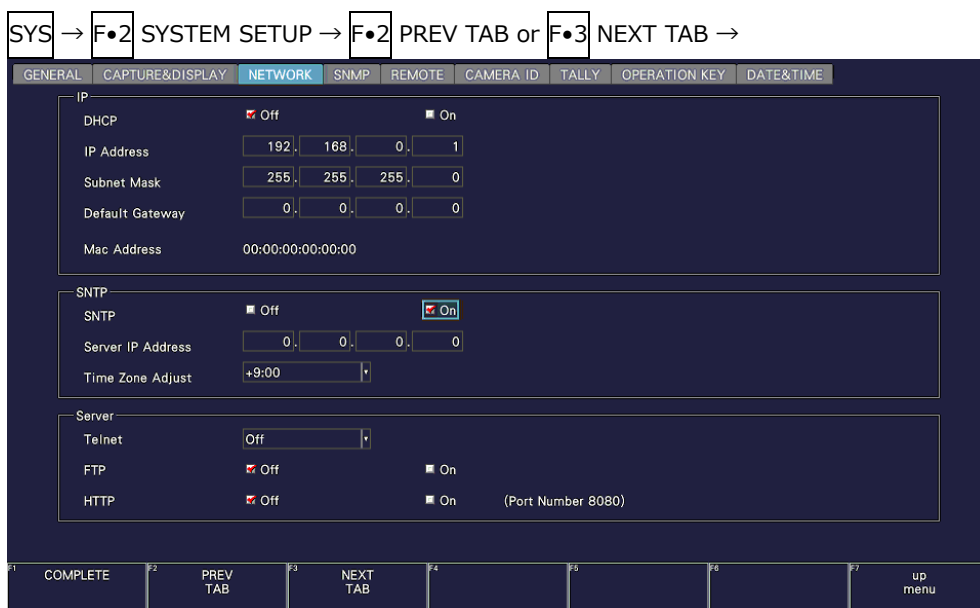 SYS → F•2 SYSTEM SETUP → F•2 PREV TAB or F•3 NEXT TAB →
GENERAL CAPTURE&DISPLAY NETWORK SNMP REMOTE CAMERA ID TALLY OPERATION KEY DATE&TIME
IP
DHCP Off On
IP Address 192. 168. 0. 1
Subnet Mask 255. 255. 255. 0
Default Gateway 0. 0. 0. 0
Mac Address 00:00:00:00:00:00
SNTP
SNTP Off On
Server IP Address 0. 0. 0. 0
Time Zone Adjust +9:00
Server
Telnet Off
FTP Off On
HTTP Off On (Port Number 8080)
F1 COMPLETE F2 PREV F3 NEXT F4 F5 F6 F7 up
TAB TAB menu